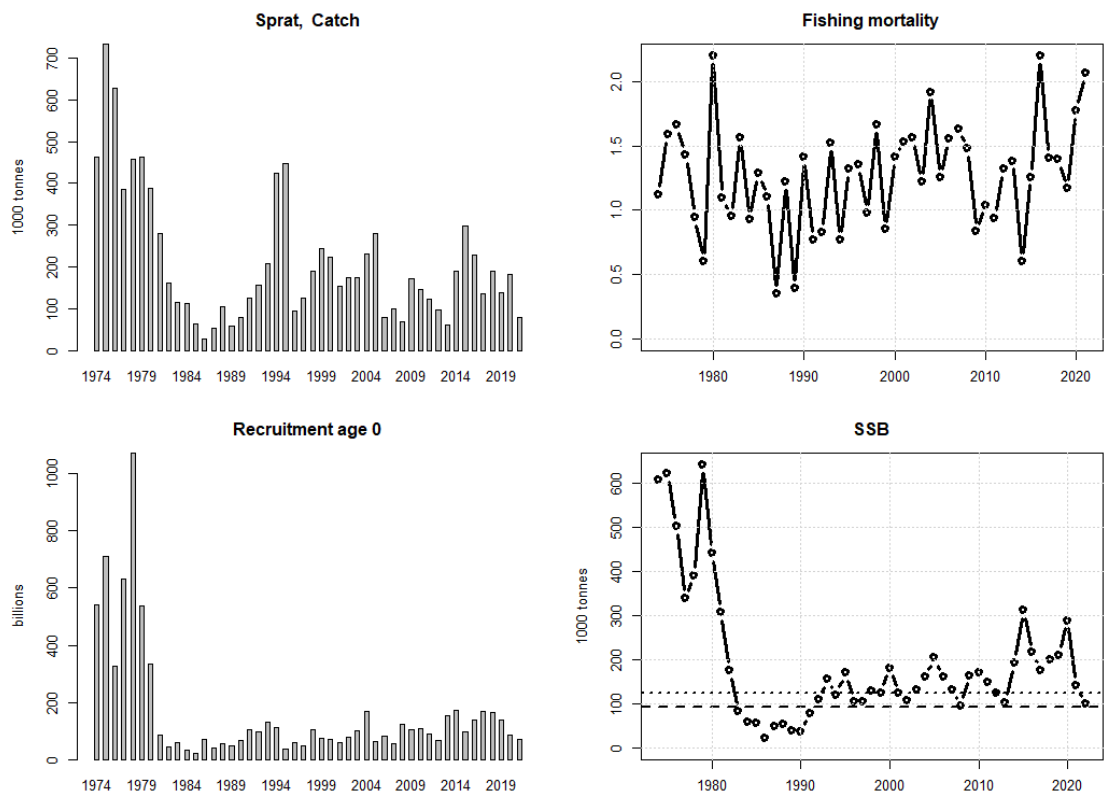 Sprat, Catch
1000 tonnes
700
600
500
400
300
200
100
0
1974 1979 1984 1989 1994 1999 2004 2009 2014 2019
Fishing mortality
2.0
1.5
1.0
0.5
0.0
1980 1990 2000 2010 2020
Recruitment age 0
billions
1000
800
600
400
200
0
1974 1979 1984 1989 1994 1999 2004 2009 2014 2019
SSB
1000 tonnes
600
500
400
300
200
100
0
1980 1990 2000 2010 2020